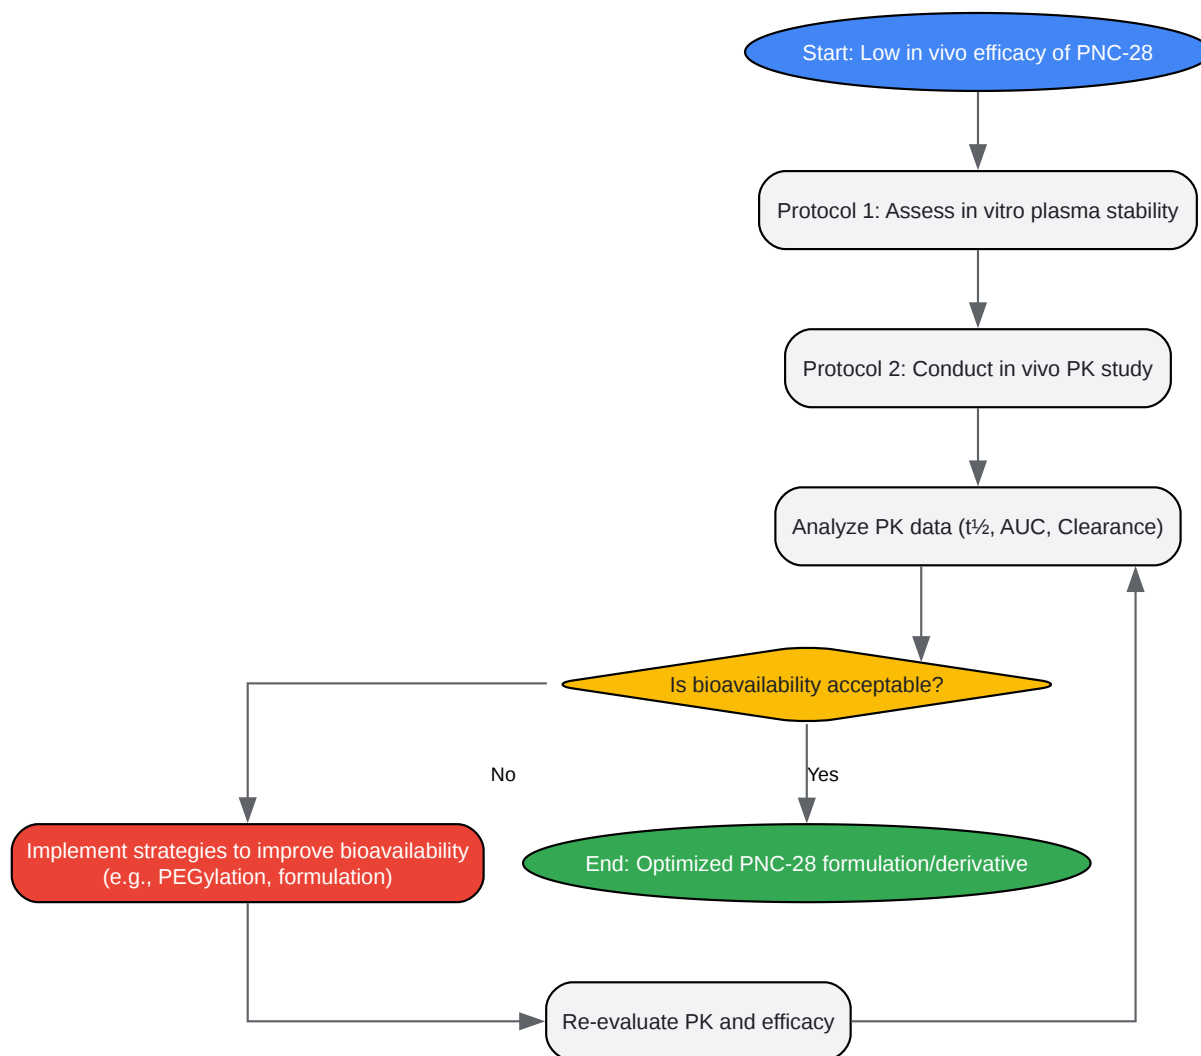 Start: Low in vivo efficacy of PNC-28
Protocol 1: Assess in vitro plasma stability
Protocol 2: Conduct in vivo PK study
Analyze PK data (t½, AUC, Clearance)
Is bioavailability acceptable?
No
Yes
Implement strategies to improve bioavailability
(e.g., PEGylation, formulation)
End: Optimized PNC-28 formulation/derivative
Re-evaluate PK and efficacy